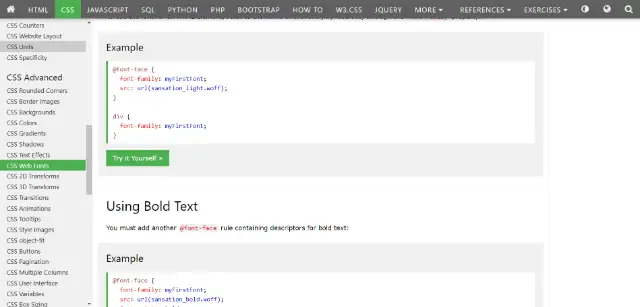 HTML CSS JAVASCRIPT SQL PYTHON PHP BOOTSTRAP HOW TO W3.CSS JQUERY MORE REFERENCES EXERCISES
CSS Counters
CSS Website Layout
CSS Units
CSS Specificity
CSS Advanced
CSS Rounded Corners
CSS Border Images
CSS Backgrounds
CSS Colors
CSS Gradients
CSS Shadows
CSS Text Effects
CSS Web Fonts
CSS 2D Transforms
CSS 3D Transforms
CSS Transitions
CSS Animations
CSS Tooltips
CSS Style Images
CSS object-fit
CSS Buttons
CSS Pagination
CSS Multiple Columns
CSS User Interface
CSS Variables
CSS Box Sizing
Example
@font-face {
font-family: myFirstFont;
src: url(sansation_light.woff);
}
div {
font-family: myFirstFont;
}
Try it Yourself »
Using Bold Text
You must add another @font-face rule containing descriptors for bold text:
Example
@font-face {
font-family: myFirstFont;
src: url(sansation_bold.woff);